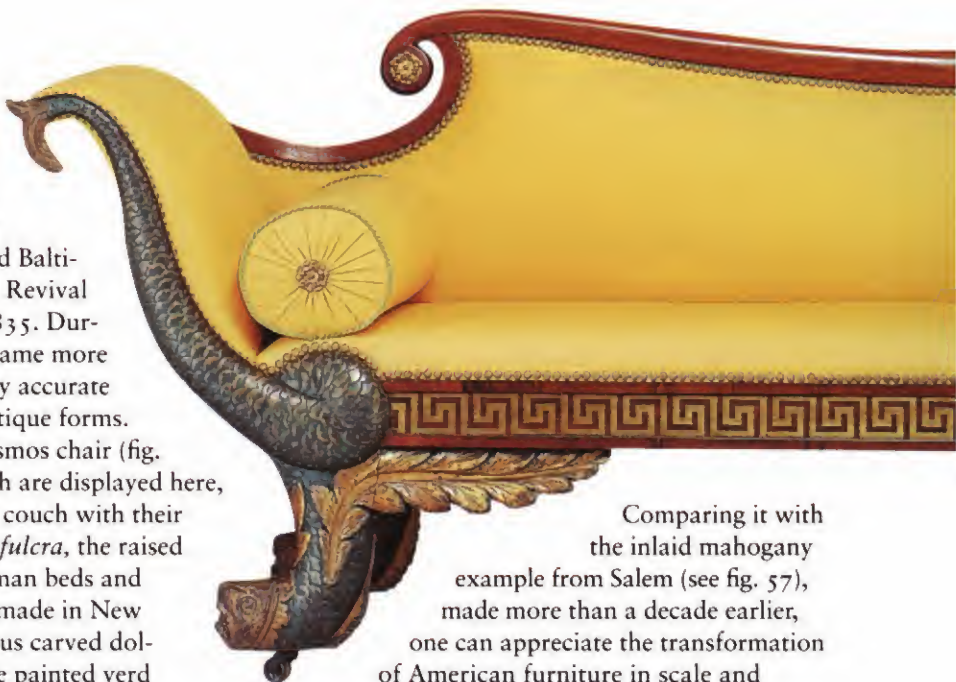 d Balti-
Revival
835. Dur-
ame more
y accurate
tique forms.
smos chair (fig.
h are displayed here,
couch with their
fulcra, the raised
man beds and
made in New
us carved dol-
e painted verd
Comparing it with
the inlaid mahogany
example from Salem (see fig. 57),
made more than a decade earlier,
one can appreciate the transformation
of American furniture in scale and